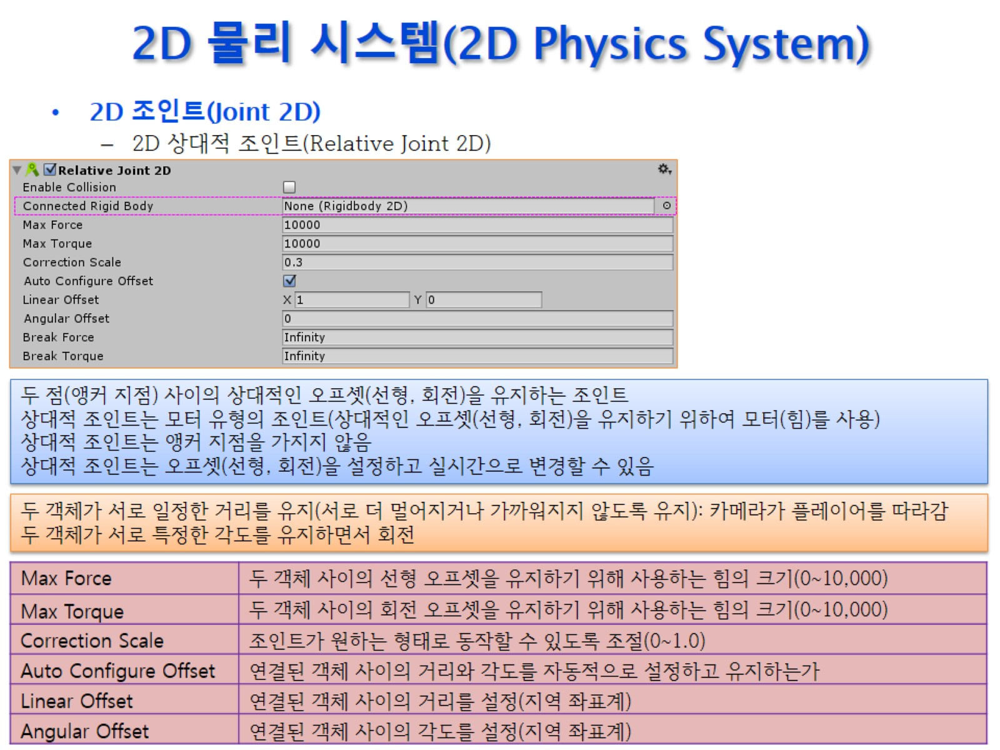 2D 물리 시스템(2D Physics System)
• 2D 조인트(Joint 2D)
– 2D 상대적 조인트(Relative Joint 2D)
Relative Joint 2D
Enable Collision
Connected Rigid Body None (Rigidbody 2D)
Max Force 10000
Max Torque 10000
Correction Scale 0.3
Auto Configure Offset
Linear Offset X 1 Y 0
Angular Offset 0
Break Force Infinity
Break Torque Infinity
두 점(앵커 지점) 사이의 상대적인 오프셋(선형, 회전)을 유지하는 조인트
상대적 조인트는 모터 유형의 조인트(상대적인 오프셋(선형, 회전)을 유지하기 위하여 모터(힘)를 사용)
상대적 조인트는 앵커 지점을 가지지 않음
상대적 조인트는 오프셋(선형, 회전)을 설정하고 실시간으로 변경할 수 있음
두 객체가 서로 일정한 거리를 유지(서로 더 멀어지거나 가까워지지 않도록 유지): 카메라가 플레이어를 따라감
두 객체가 서로 특정한 각도를 유지하면서 회전
Max Force 두 객체 사이의 선형 오프셋을 유지하기 위해 사용하는 힘의 크기(0~10,000)
Max Torque 두 객체 사이의 회전 오프셋을 유지하기 위해 사용하는 힘의 크기(0~10,000)
Correction Scale 조인트가 원하는 형태로 동작할 수 있도록 조절(0~1.0)
Auto Configure Offset 연결된 객체 사이의 거리와 각도를 자동적으로 설정하고 유지하는가
Linear Offset 연결된 객체 사이의 거리를 설정(지역 좌표계)
Angular Offset 연결된 객체 사이의 각도를 설정(지역 좌표계)